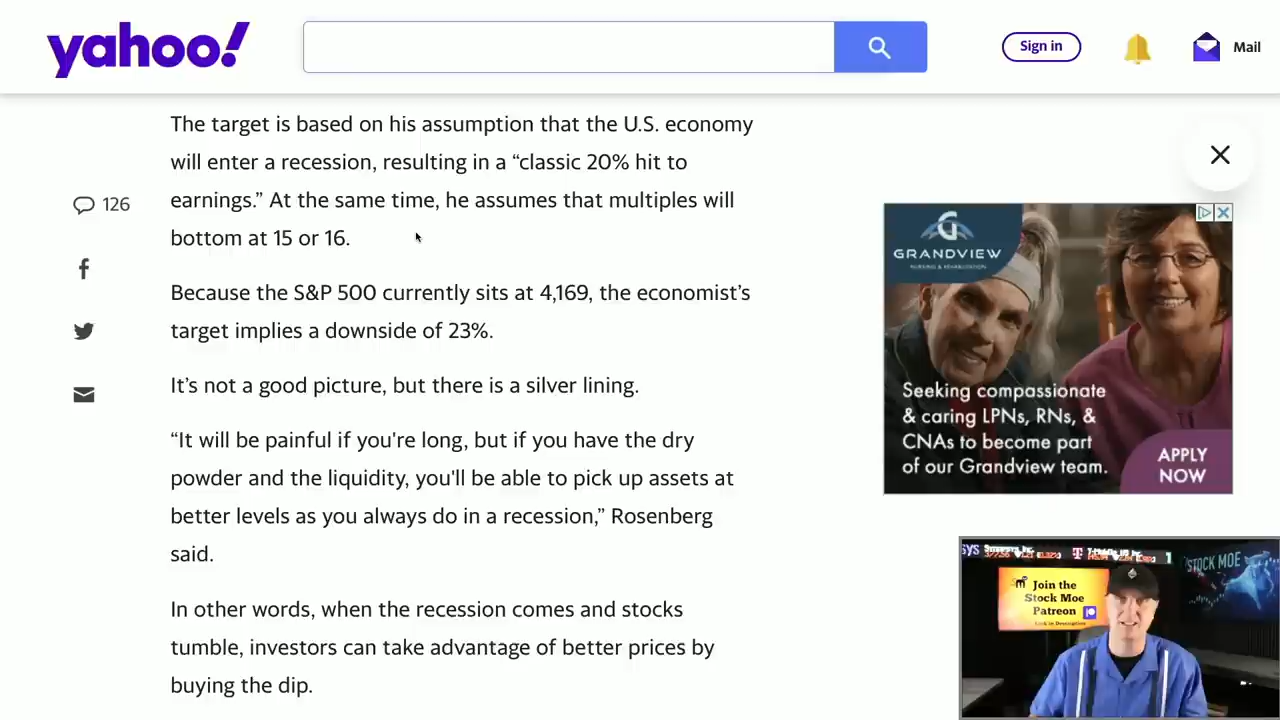 yahoo!
Sign in
Mail
The target is based on his assumption that the U.S. economy
will enter a recession, resulting in a “classic 20% hit to
earnings.” At the same time, he assumes that multiples will
bottom at 15 or 16.
126
Because the S&P 500 currently sits at 4,169, the economist’s
target implies a downside of 23%.
It’s not a good picture, but there is a silver lining.
“It will be painful if you're long, but if you have the dry
powder and the liquidity, you'll be able to pick up assets at
better levels as you always do in a recession,” Rosenberg
said.
In other words, when the recession comes and stocks
tumble, investors can take advantage of better prices by
buying the dip.
GRANDVIEW
NURSING & REHABILITATION
Seeking compassionate
& caring LPNs, RNs, &
CNAs to become part
of our Grandview team.
APPLY
NOW
STOCK MOE
Join the
Stock Moe
Patreon
Link in Description